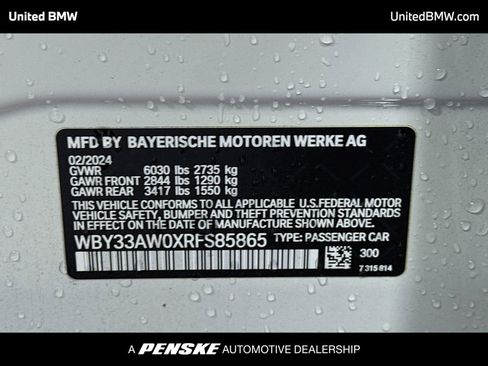 United BMW UnitedBMW.com
MFD BY BAYERISCHE MOTOREN WERKE AG
02/2024
GVWR 6030 lbs 2735 kg
GAWR FRONT 2844 lbs 1290 kg
GAWR REAR 3417 lbs 1550 kg
THIS VEHICLE CONFORMS TO ALL APPLICABLE U.S.FEDERAL MOTOR
VEHICLE SAFETY, BUMPER, AND THEFT PREVENTION STANDARDS IN
EFFECT ON THE DATE OF MANUFACTURE SHOWN ABOVE.
WBY33AW0XRFS85865 TYPE: PASSENGER CAR
300
7 315 814
A PENSKE AUTOMOTIVE DEALERSHIP